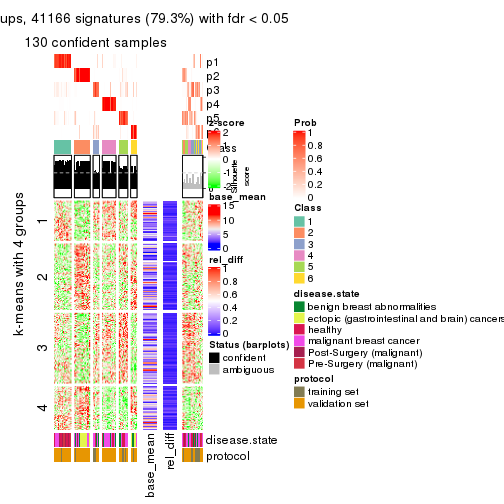 ups, 41166 signatures (79.3%) with fdr < 0.05
130 confident samples
p1
p2
p3
p4
p5
Class
Silhouette
score
k-means with 4 groups
1
2
3
4
base_mean
rel_diff
disease.state
protocol
z-score
2
1
0
-1
-2
base_mean
15
10
5
0
rel_diff
1
0.8
0.6
0.4
0.2
0
Status (barplots)
confident
ambiguous
Prob
1
0.8
0.6
0.4
0.2
0
Class
1
2
3
4
5
6
disease.state
benign breast abnormalities
ectopic (gastrointestinal and brain) cancers
healthy
malignant breast cancer
Post-Surgery (malignant)
Pre-Surgery (malignant)
protocol
training set
validation set